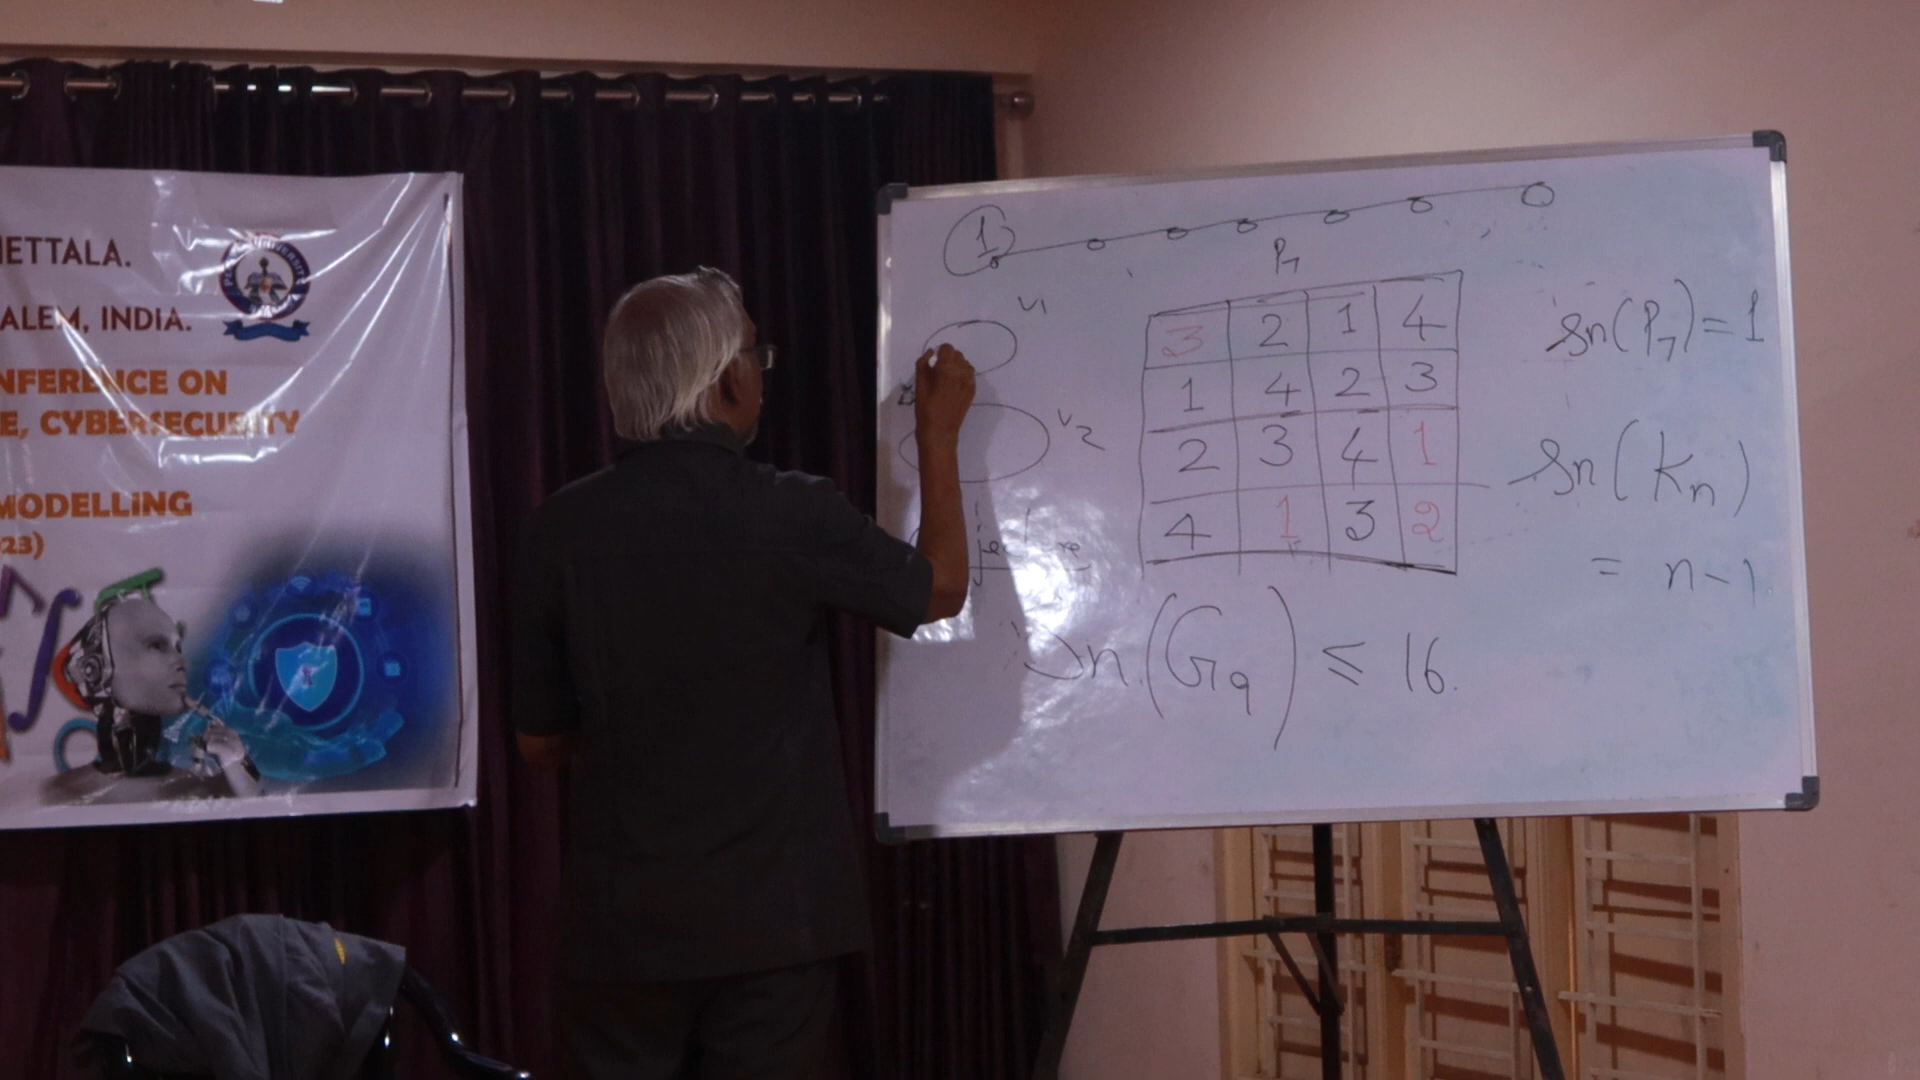 HETTALA.
ALEM, INDIA.
NFERENCE ON
E, CYBERSECURITY
MODELLING
23)
1
P7
V1
V2
3 2 1 4
1 4 2 3
2 3 4 1
4 1 3 2
Sn(P7) = 1
Sn(Kn)
= n-1
Sn(G9) ≤ 16.